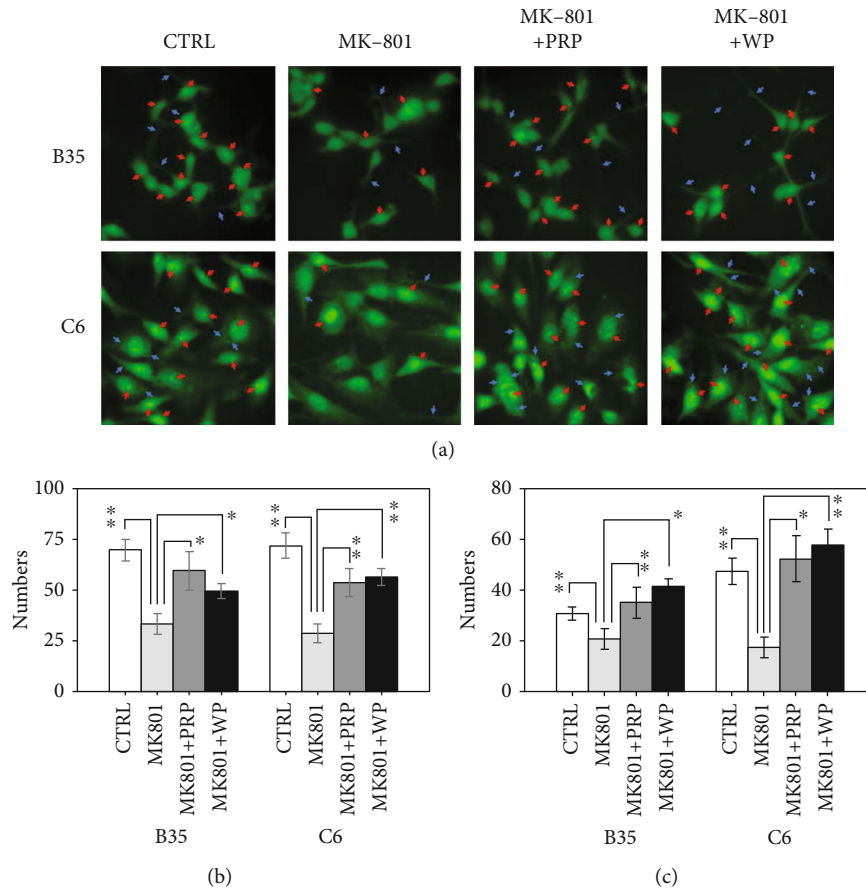 CTRL
MK–801
MK–801
+PRP
MK–801
+WP
B35
C6
(a)
100
75
50
25
0
Numbers
**
*
*
**
**
**
CTRL
MK801
MK801+PRP
MK801+WP
CTRL
MK801
MK801+PRP
MK801+WP
B35
C6
(b)
80
60
40
20
0
Numbers
**
**
*
**
*
**
CTRL
MK801
MK801+PRP
MK801+WP
CTRL
MK801
MK801+PRP
MK801+WP
B35
C6
(c)